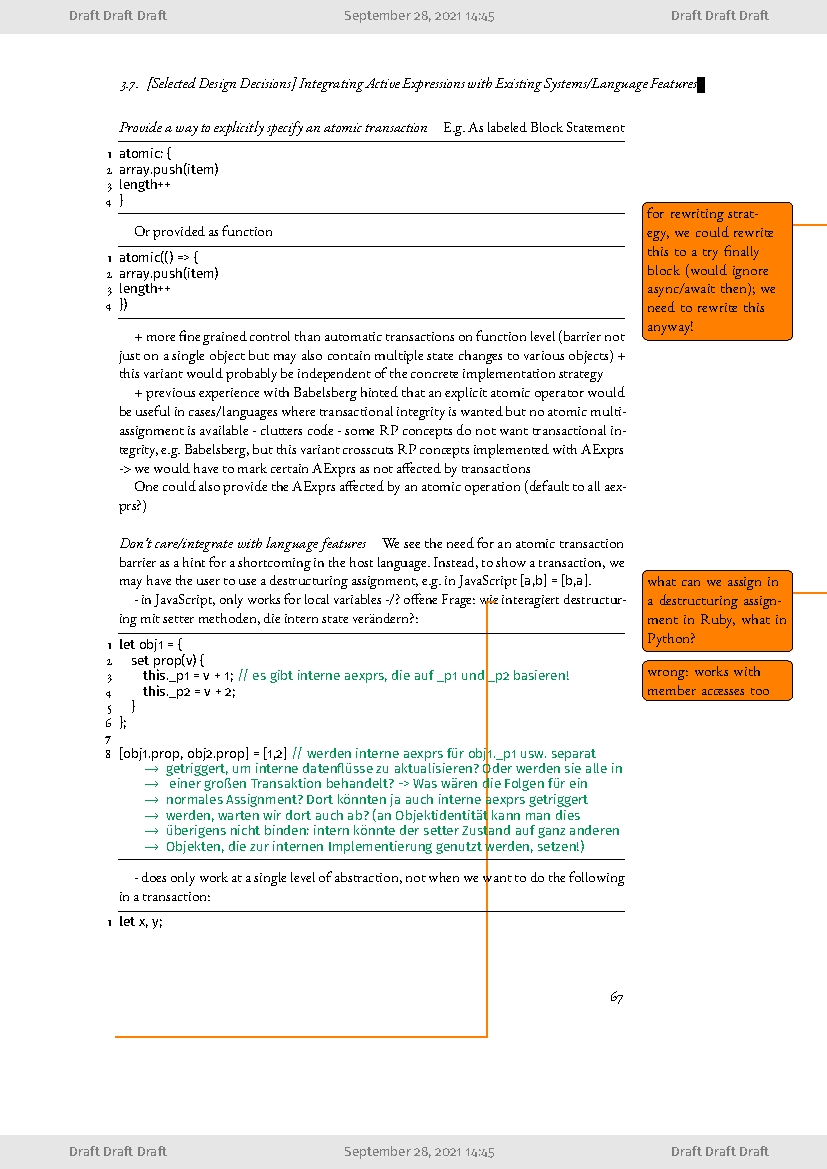 Draft Draft Draft September 28, 2021 14:45 Draft Draft Draft
3.7. [Selected Design Decisions] Integrating Active Expressions with Existing Systems/Language Features
Provide a way to explicitly specify an atomic transaction E.g. As labeled Block Statement
1 atomic: {
2 array.push(item)
3 length++
4 }
Or provided as function
1 atomic(() => {
2 array.push(item)
3 length++
4 })
for rewriting strat-
egy, we could rewrite
this to a try finally
block (would ignore
async/await then); we
need to rewrite this
anyway!
+ more fine grained control than automatic transactions on function level (barrier not
just on a single object but may also contain multiple state changes to various objects) +
this variant would probably be independent of the concrete implementation strategy
+ previous experience with Babelsberg hinted that an explicit atomic operator would
be useful in cases/languages where transactional integrity is wanted but no atomic multi-
assignment is available - clutters code - some RP concepts do not want transactional in-
tegrity, e.g. Babelsberg, but this variant crosscuts RP concepts implemented with AExprs
-> we would have to mark certain AExprs as not affected by transactions
One could also provide the AExprs affected by an atomic operation (default to all aex-
prs?)
Don't care/integrate with language features We see the need for an atomic transaction
barrier as a hint for a shortcoming in the host language. Instead, to show a transaction, we
may have the user to use a destructuring assignment, e.g. in JavaScript [a,b] = [b,a].
- in JavaScript, only works for local variables -/? offene Frage: wie interagiert destructur-
ing mit setter methoden, die intern state verändern?:
what can we assign in
a destructuring assign-
ment in Ruby, what in
Python?
wrong: works with
member accesses too
1 let obj1 = {
2 set prop(v) {
3 this._p1 = v + 1; // es gibt interne aexprs, die auf _p1 und _p2 basieren!
4 this._p2 = v + 2;
5 }
6 };
7
8 [obj1.prop, obj2.prop] = [1,2] // werden interne aexprs für obj1._p1 usw. separat
→ getriggert, um interne datenflüsse zu aktualisieren? Oder werden sie alle in
→ einer großen Transaktion behandelt? -> Was wären die Folgen für ein
→ normales Assignment? Dort könnten ja auch interne aexprs getriggert
→ werden, warten wir dort auch ab? (an Objektidentität kann man dies
→ überigens nicht binden: intern könnte der setter Zustand auf ganz anderen
→ Objekten, die zur internen Implementierung genutzt werden, setzen!)
- does only work at a single level of abstraction, not when we want to do the following
in a transaction:
1 let x, y;
67
Draft Draft Draft September 28, 2021 14:45 Draft Draft Draft